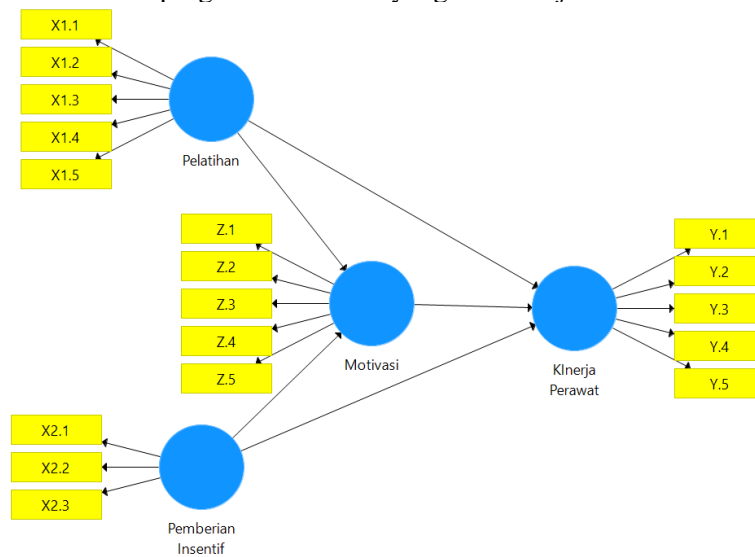 X1.1
X1.2
X1.3
X1.4
X1.5
Pelatihan
Z.1
Z.2
Z.3
Z.4
Z.5
Motivasi
Y.1
Y.2
Y.3
Y.4
Y.5
KInerja
Perawat
X2.1
X2.2
X2.3
Pemberian
Insentif